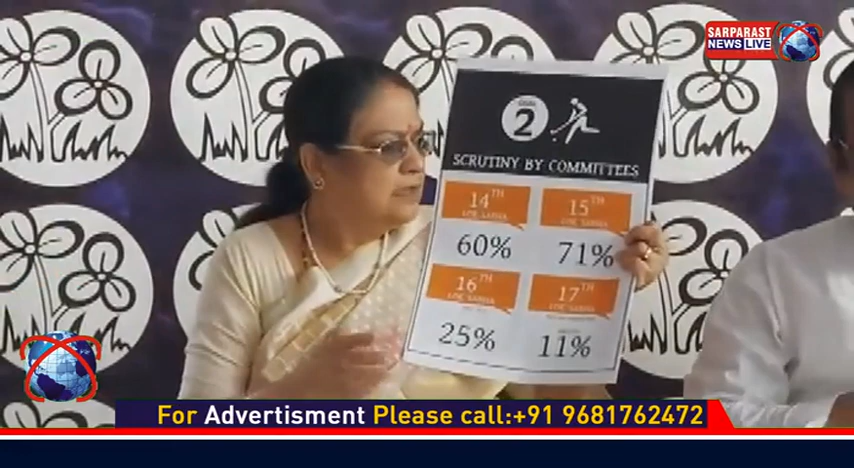 SARPARAST
NEWS LIVE
2
SCRUTINY BY COMMITTEES
14TH
LOK SABHA
60%
15TH
LOK SABHA
71%
16TH
LOK SABHA
25%
17TH
LOK SABHA
11%
For Advertisment Please call:+91 9681762472